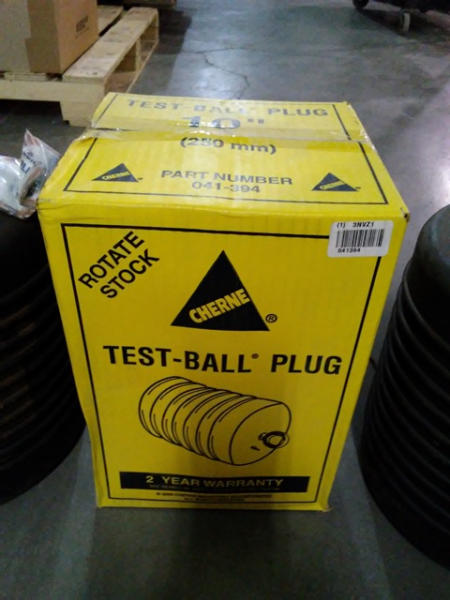 TEST-BALL® PLUG
10"
(250 mm)
PART NUMBER
041-394
(1) 3NVZ1
041394
ROTATE
STOCK
CHERNE®
TEST-BALL® PLUG
2 YEAR WARRANTY